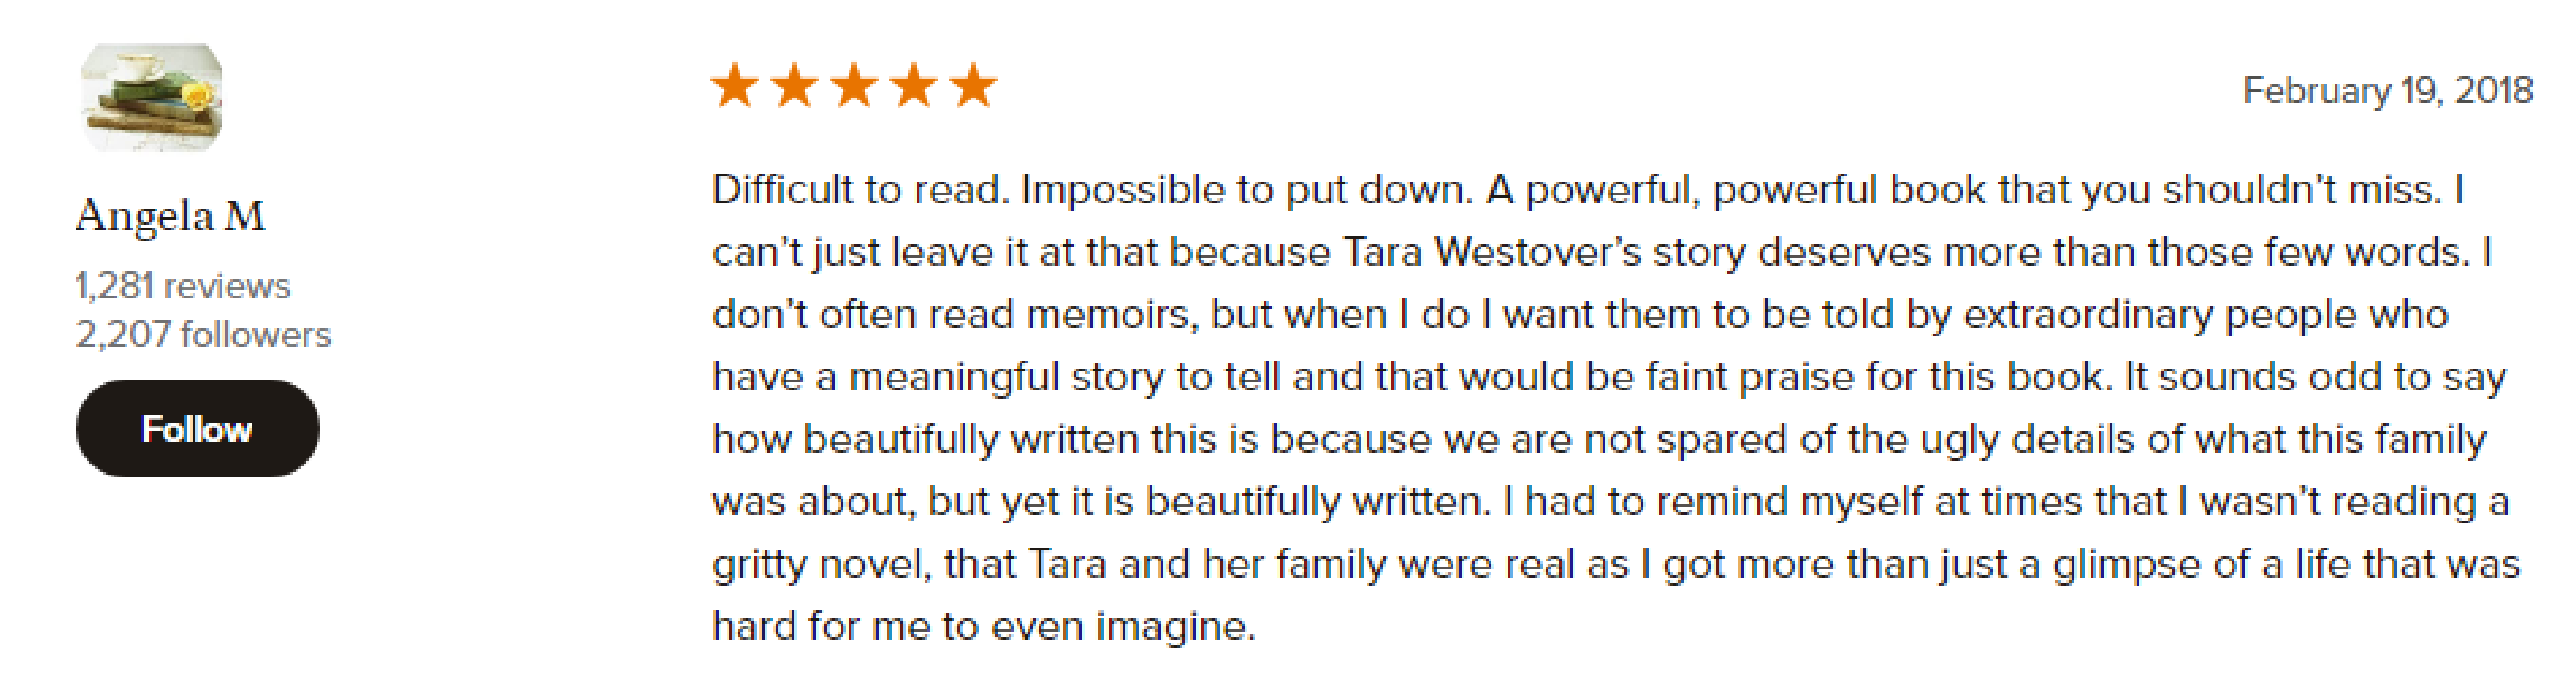 Angela M
1,281 reviews
2,207 followers
Follow
February 19, 2018
Difficult to read. Impossible to put down. A powerful, powerful book that you shouldn't miss. I
can't just leave it at that because Tara Westover's story deserves more than those few words. I
don't often read memoirs, but when I do I want them to be told by extraordinary people who
have a meaningful story to tell and that would be faint praise for this book. It sounds odd to say
how beautifully written this is because we are not spared of the ugly details of what this family
was about, but yet it is beautifully written. I had to remind myself at times that I wasn't reading a
gritty novel, that Tara and her family were real as I got more than just a glimpse of a life that was
hard for me to even imagine.